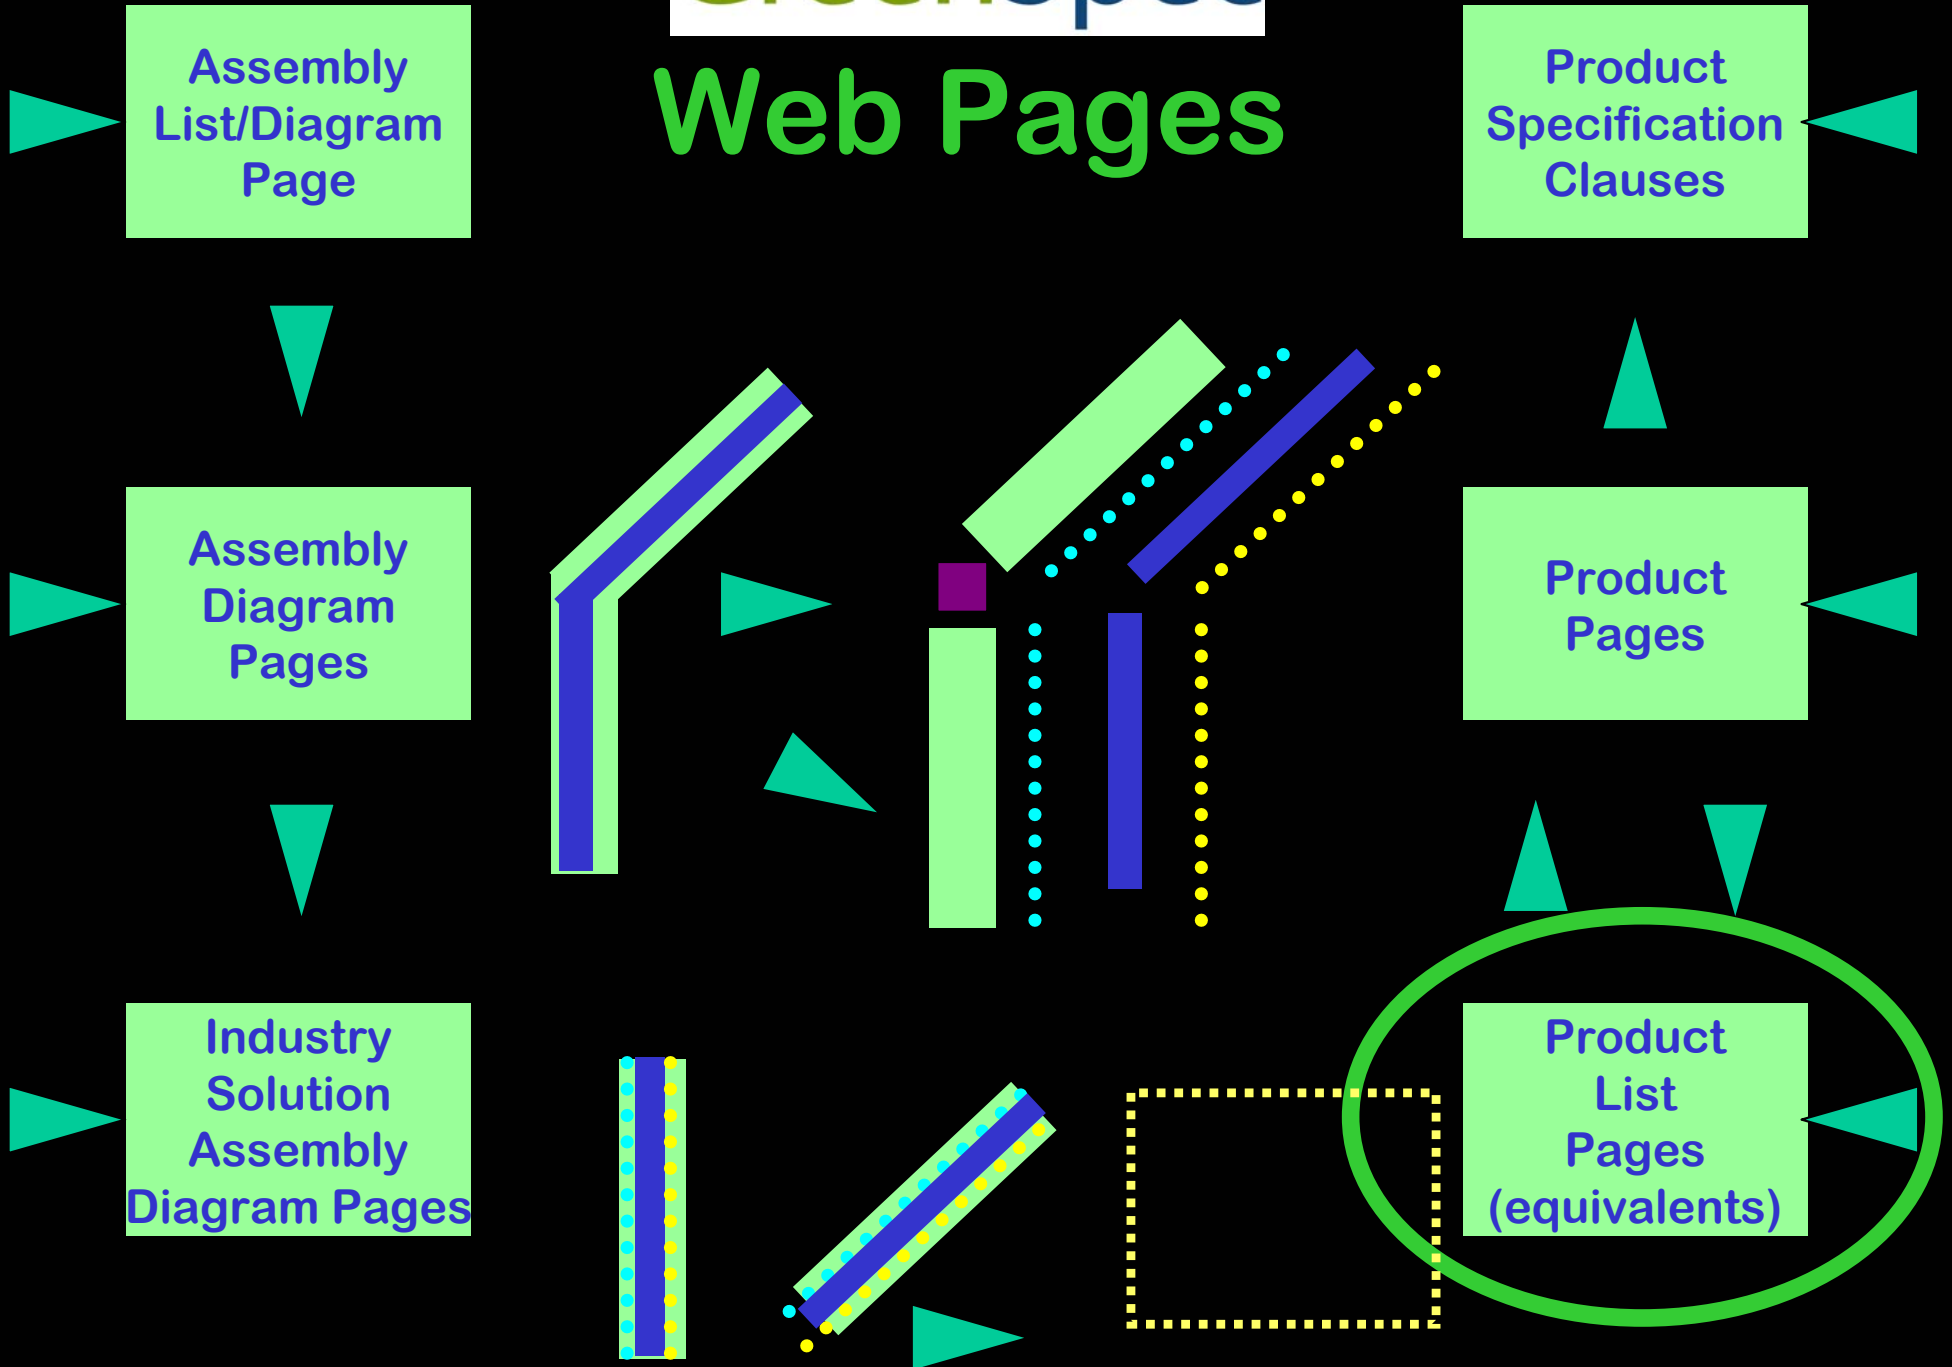 GreenSpec
Web Pages
Assembly
List/Diagram
Page
Product
Specification
Clauses
Assembly
Diagram
Pages
Product
Pages
Industry
Solution
Assembly
Diagram Pages
Product
List
Pages
(equivalents)